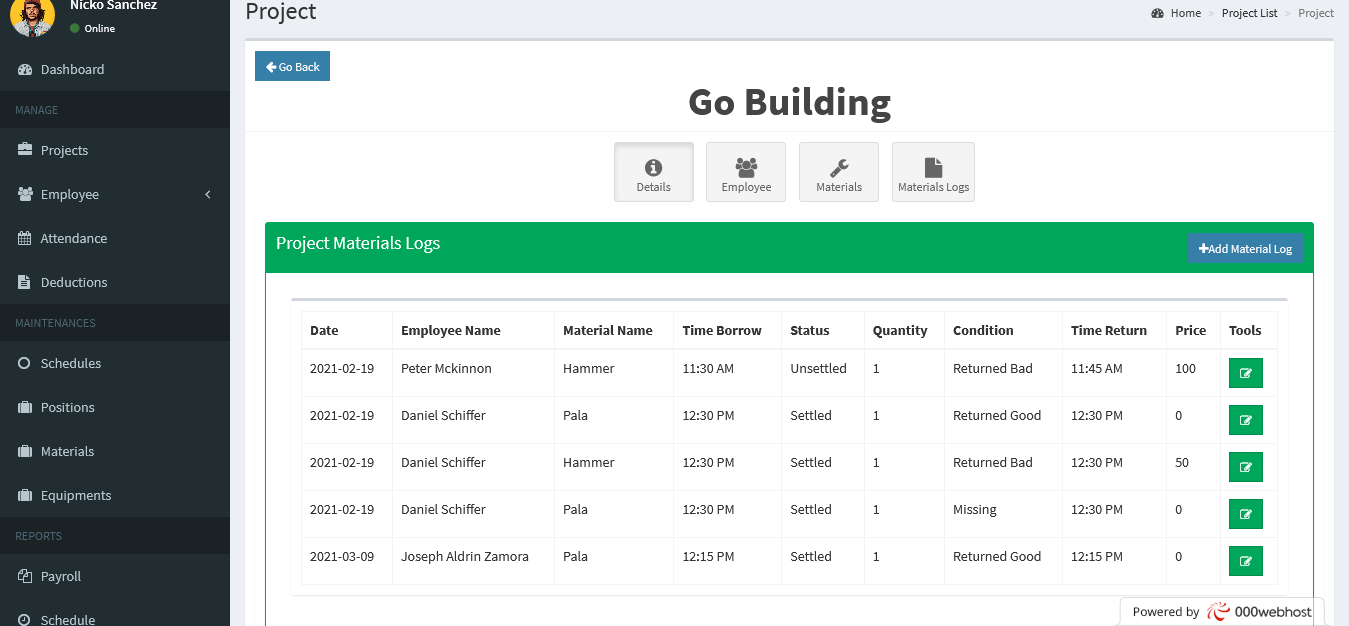 Nicko Sanchez
Online
Dashboard
MANAGE
Projects
Employee
Attendance
Deductions
MAINTENANCES
Schedules
Positions
Materials
Equipments
REPORTS
Payroll
Schedule
Project
Home > Project List > Project
Go Back
Go Building
Details Employee Materials Materials Logs
Project Materials Logs
+Add Material Log
Date Employee Name Material Name Time Borrow Status Quantity Condition Time Return Price Tools
2021-02-19 Peter Mckinnon Hammer 11:30 AM Unsettled 1 Returned Bad 11:45 AM 100
2021-02-19 Daniel Schiffer Pala 12:30 PM Settled 1 Returned Good 12:30 PM 0
2021-02-19 Daniel Schiffer Hammer 12:30 PM Settled 1 Returned Bad 12:30 PM 50
2021-02-19 Daniel Schiffer Pala 12:30 PM Settled 1 Missing 12:30 PM 0
2021-03-09 Joseph Aldrin Zamora Pala 12:15 PM Settled 1 Returned Good 12:15 PM 0
Powered by 000webhost